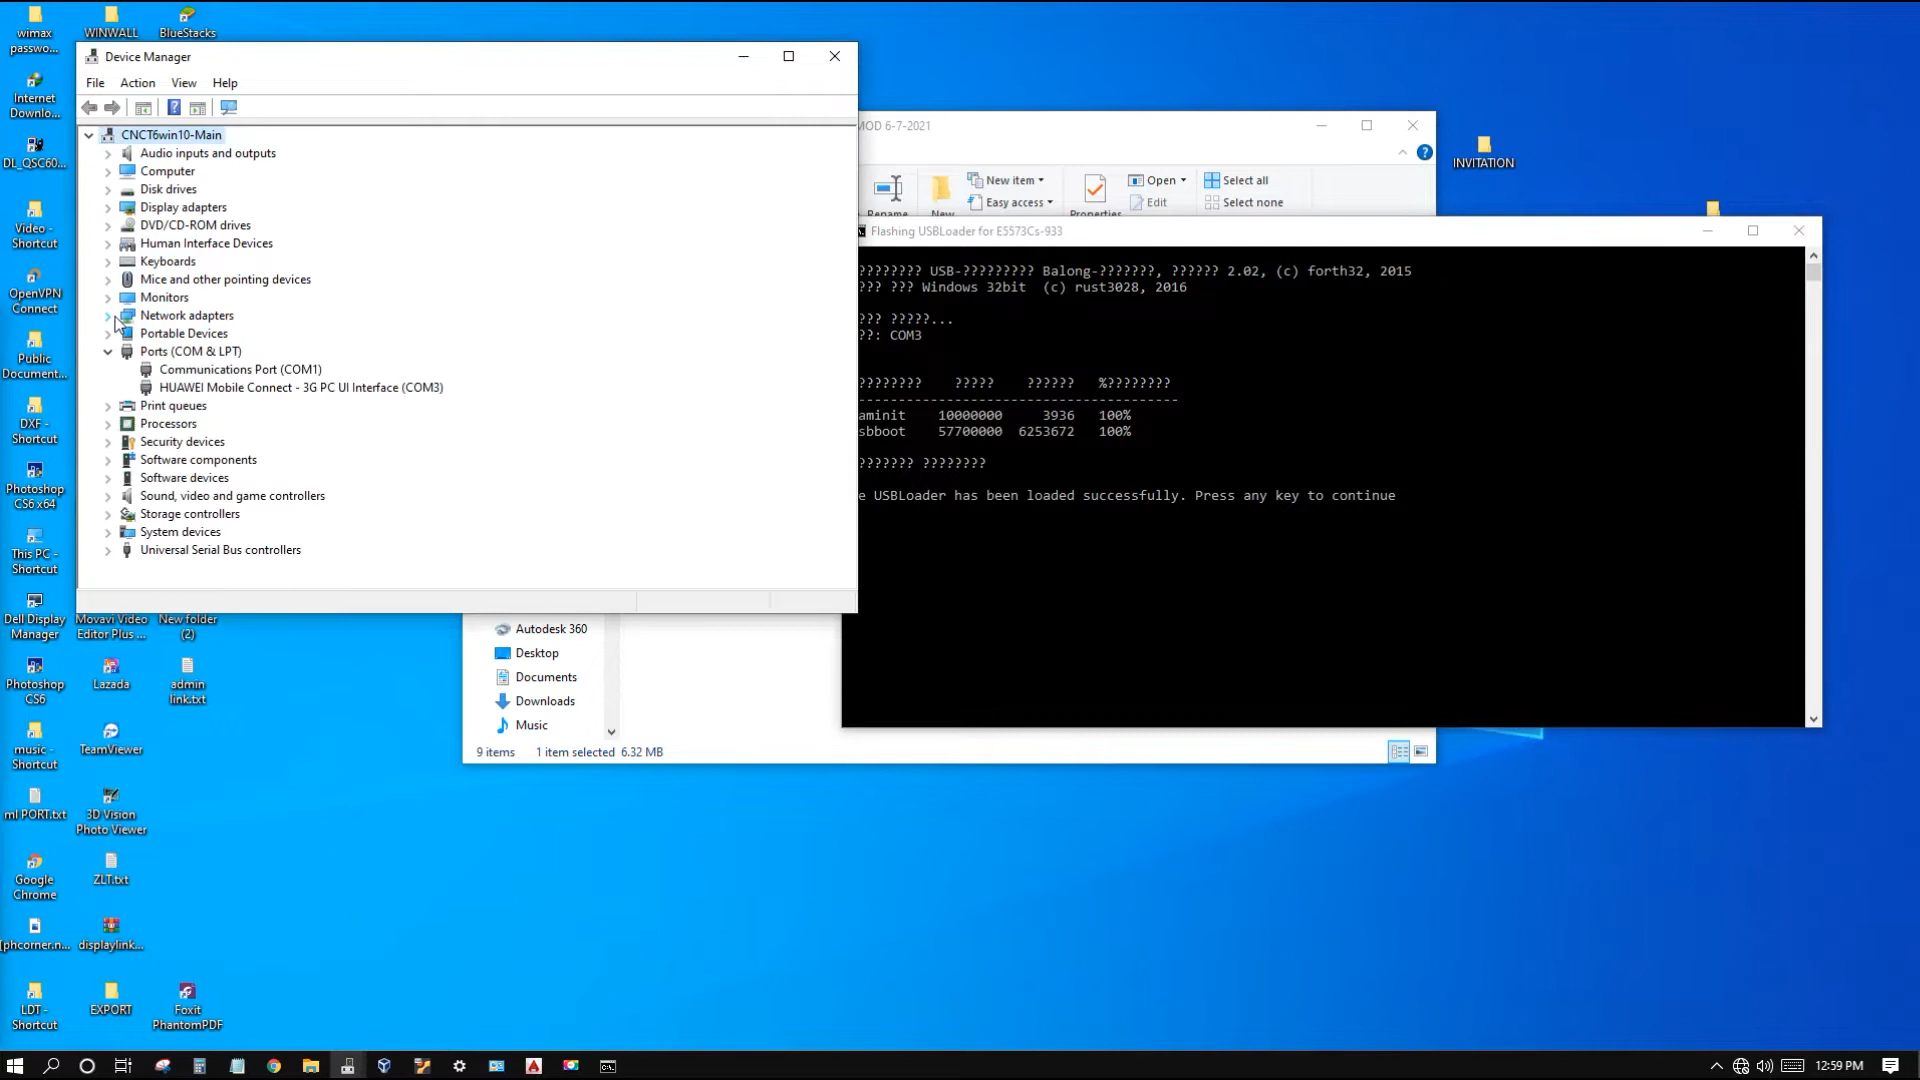 wimax
passwo...
WINWALL
BlueStacks
Internet
Downlo...
DL_QSC60...
Video -
Shortcut
OpenVPN
Connect
Public
Document...
DXF -
Shortcut
Photoshop
CS6 x64
This PC -
Shortcut
Dell Display
Manager
Movavi Video
Editor Plus ...
New folder
(2)
Photoshop
CS6
Lazada
admin
link.txt
music -
Shortcut
TeamViewer
ml PORT.txt
3D Vision
Photo Viewer
Google
Chrome
ZLT.txt
[phcorner.n...
displaylink...
LDT -
Shortcut
EXPORT
Foxit
PhantomPDF
INVITATION
Device Manager
File Action View Help
CNCT6win10-Main
Audio inputs and outputs
Computer
Disk drives
Display adapters
DVD/CD-ROM drives
Human Interface Devices
Keyboards
Mice and other pointing devices
Monitors
Network adapters
Portable Devices
Ports (COM & LPT)
Communications Port (COM1)
HUAWEI Mobile Connect - 3G PC UI Interface (COM3)
Print queues
Processors
Security devices
Software components
Software devices
Sound, video and game controllers
Storage controllers
System devices
Universal Serial Bus controllers
MOD 6-7-2021
Rename
New
New item
Easy access
Properties
Open
Edit
Select all
Select none
Autodesk 360
Desktop
Documents
Downloads
Music
9 items 1 item selected 6.32 MB
Flashing USBLoader for E5573Cs-933
???????? USB-????????? Balong-???????, ?????? 2.02, (c) forth32, 2015
??? ??? Windows 32bit (c) rust3028, 2016
??? ?????...
??: COM3
???????? ????? ?????? %????????
----------------------------------------
aminit 10000000 3936 100%
sbboot 57700000 6253672 100%
??????? ????????
e USBLoader has been loaded successfully. Press any key to continue
12:59 PM